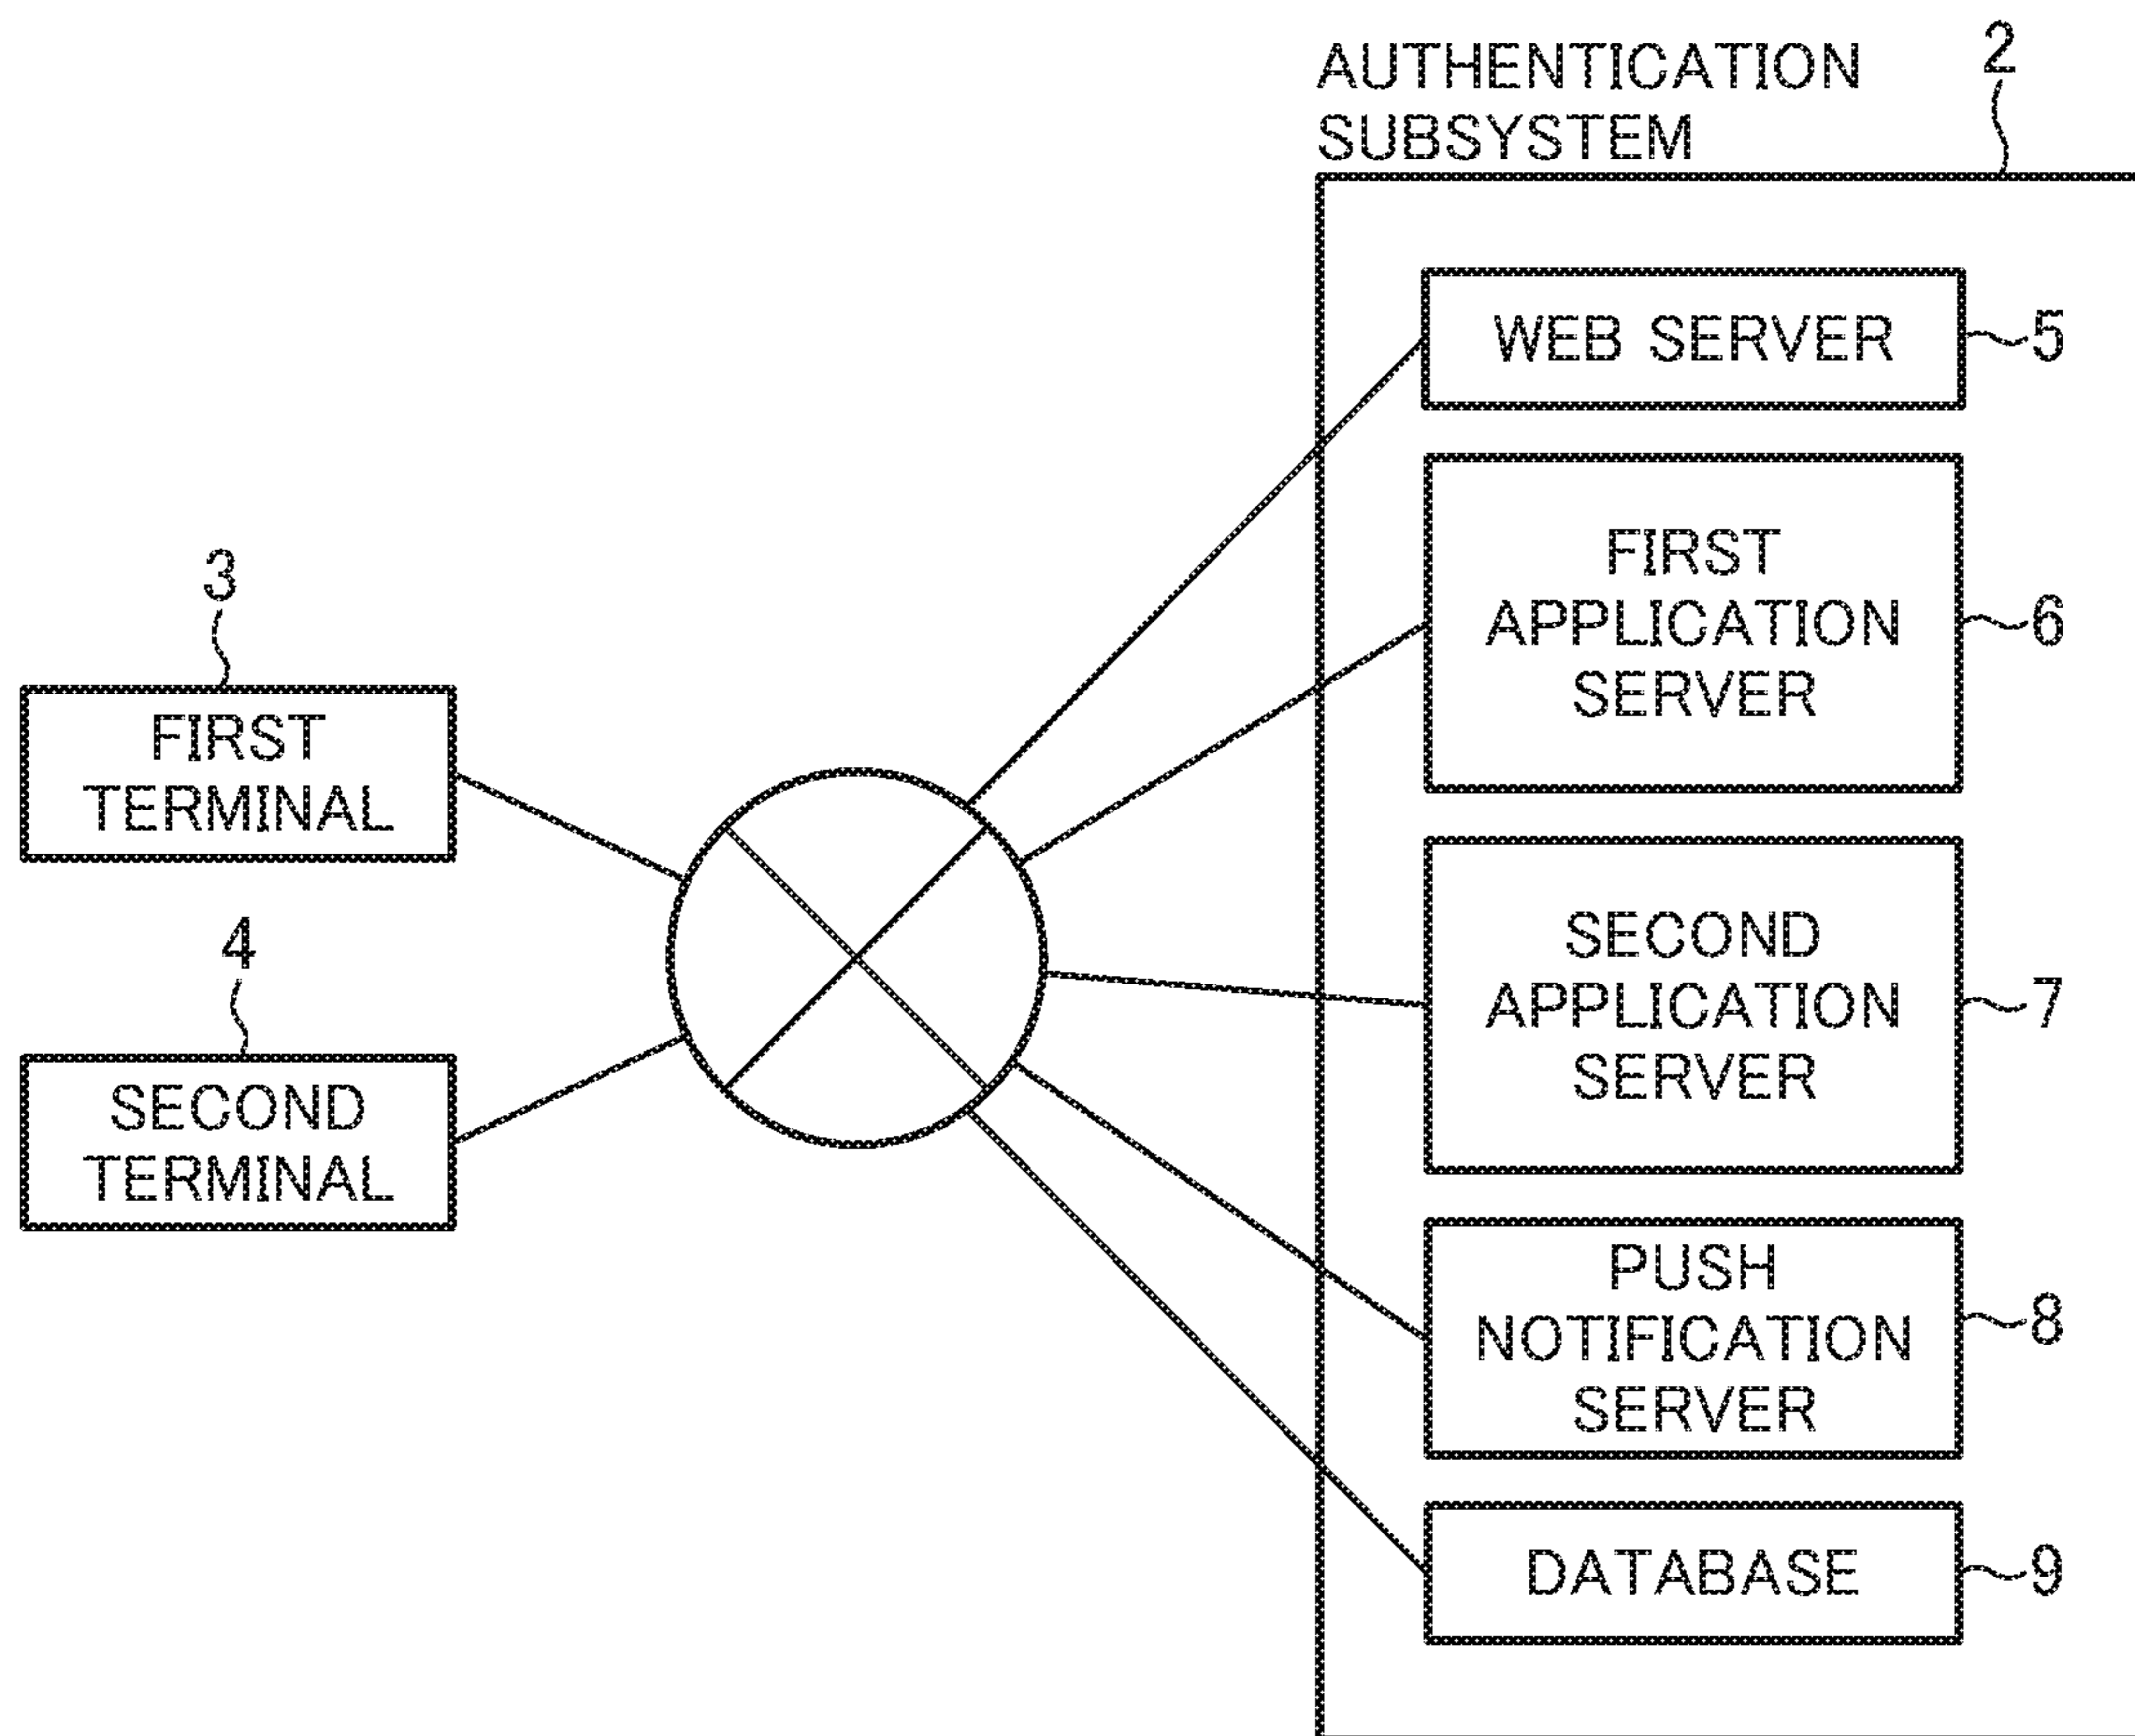 AUTHENTICATION
SUBSYSTEM
2
WEB SERVER
5
FIRST
APPLICATION
SERVER
6
3
FIRST
TERMINAL
4
SECOND
TERMINAL
SECOND
APPLICATION
SERVER
7
PUSH
NOTIFICATION
SERVER
8
DATABASE
9